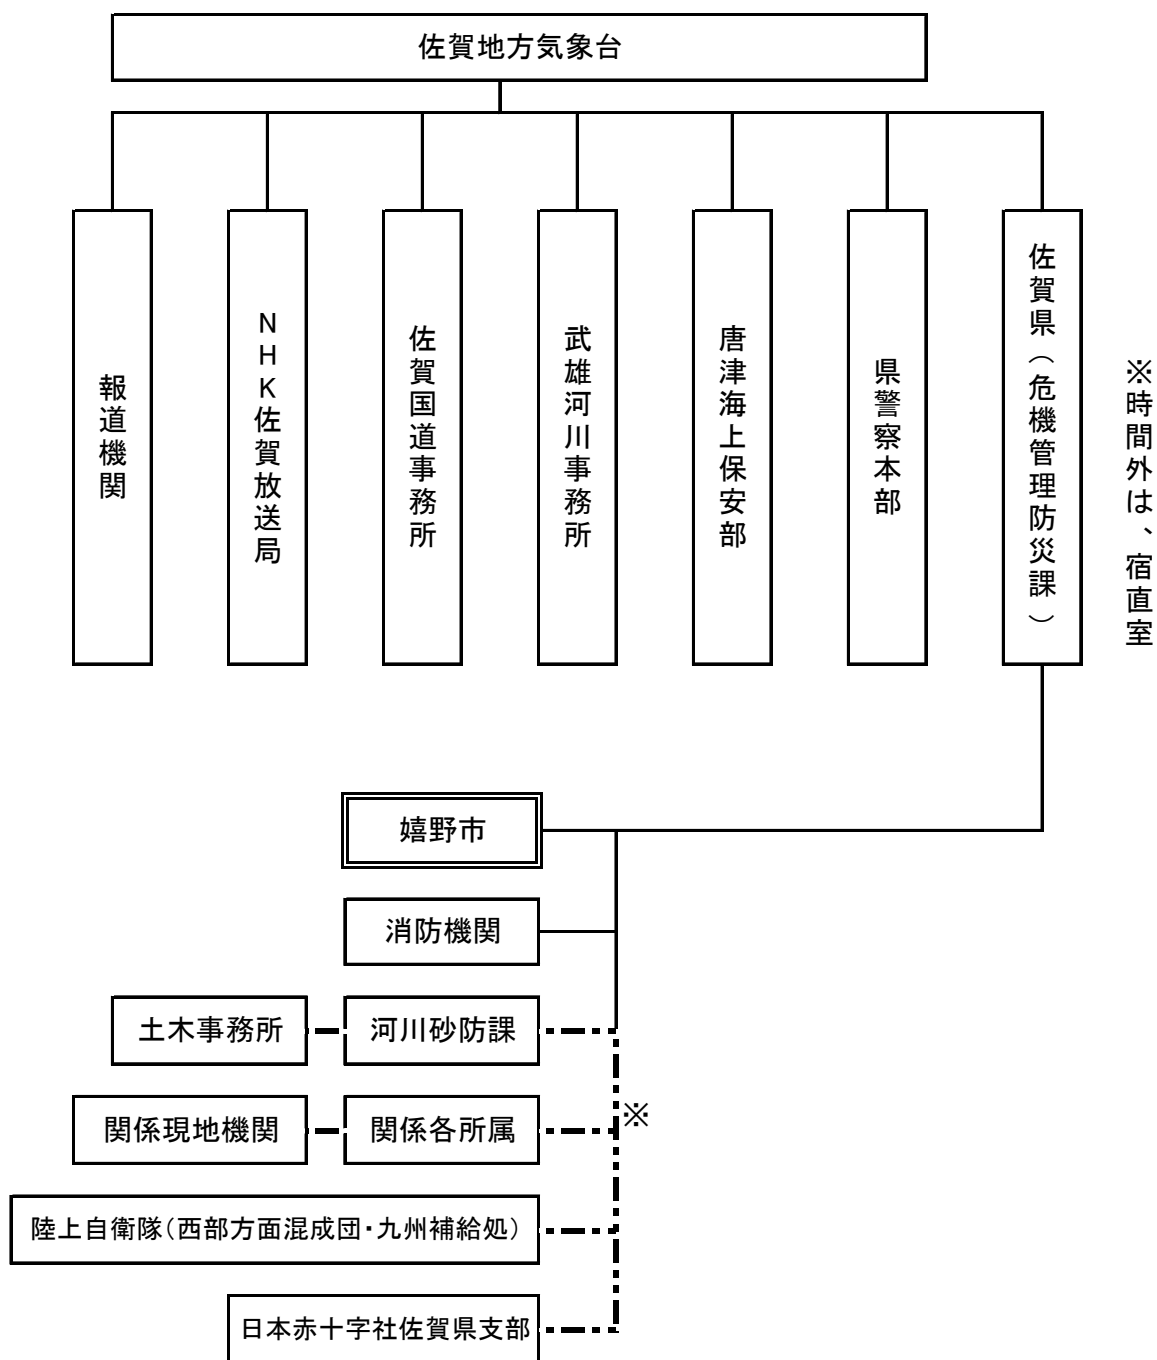 佐賀地方気象台
報道機関
NHK佐賀放送局
佐賀国道事務所
武雄河川事務所
唐津海上保安部
県警察本部
佐賀県（危機管理防災課）
※時間外は、宿直室
嬉野市
消防機関
土木事務所
河川砂防課
関係現地機関
関係各所属
※
陸上自衛隊（西部方面混成団・九州補給処）
日本赤十字社佐賀県支部